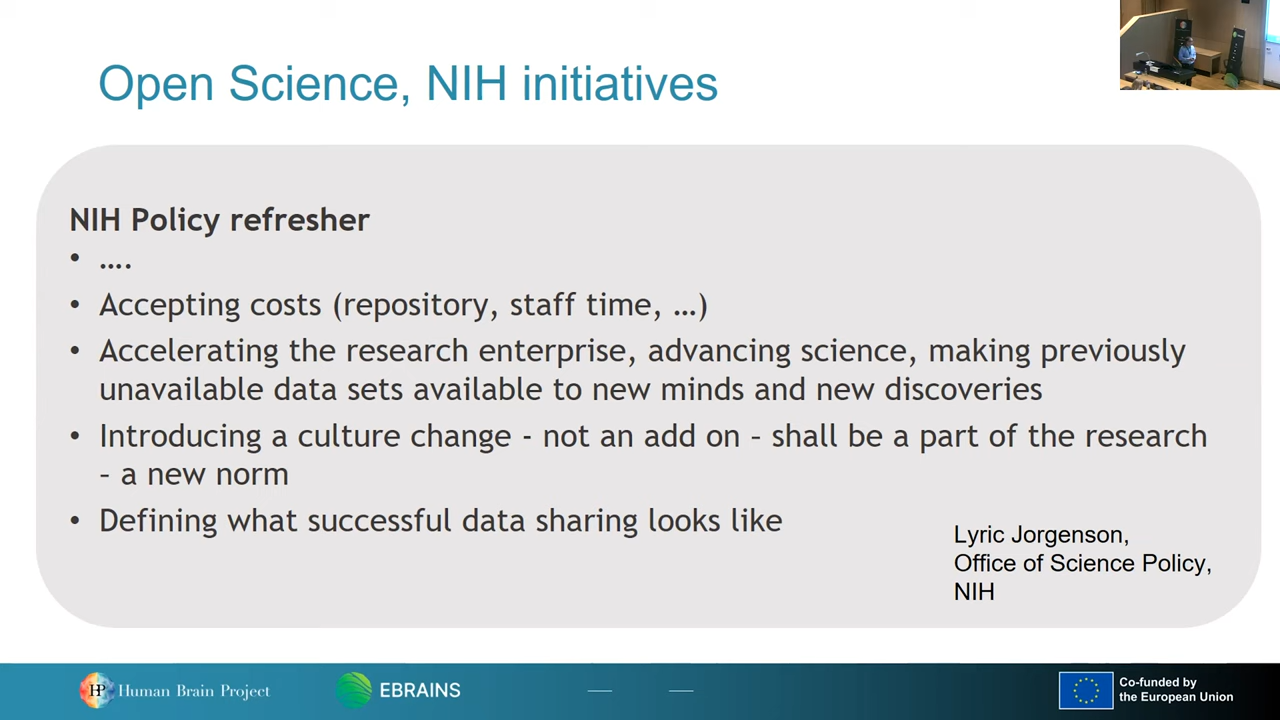 Open Science, NIH initiatives
NIH Policy refresher
• ….
• Accepting costs (repository, staff time, …)
• Accelerating the research enterprise, advancing science, making previously
unavailable data sets available to new minds and new discoveries
• Introducing a culture change - not an add on – shall be a part of the research
– a new norm
• Defining what successful data sharing looks like
Lyric Jorgenson,
Office of Science Policy,
NIH
HP Human Brain Project
EBRAINS
Co-funded by
the European Union